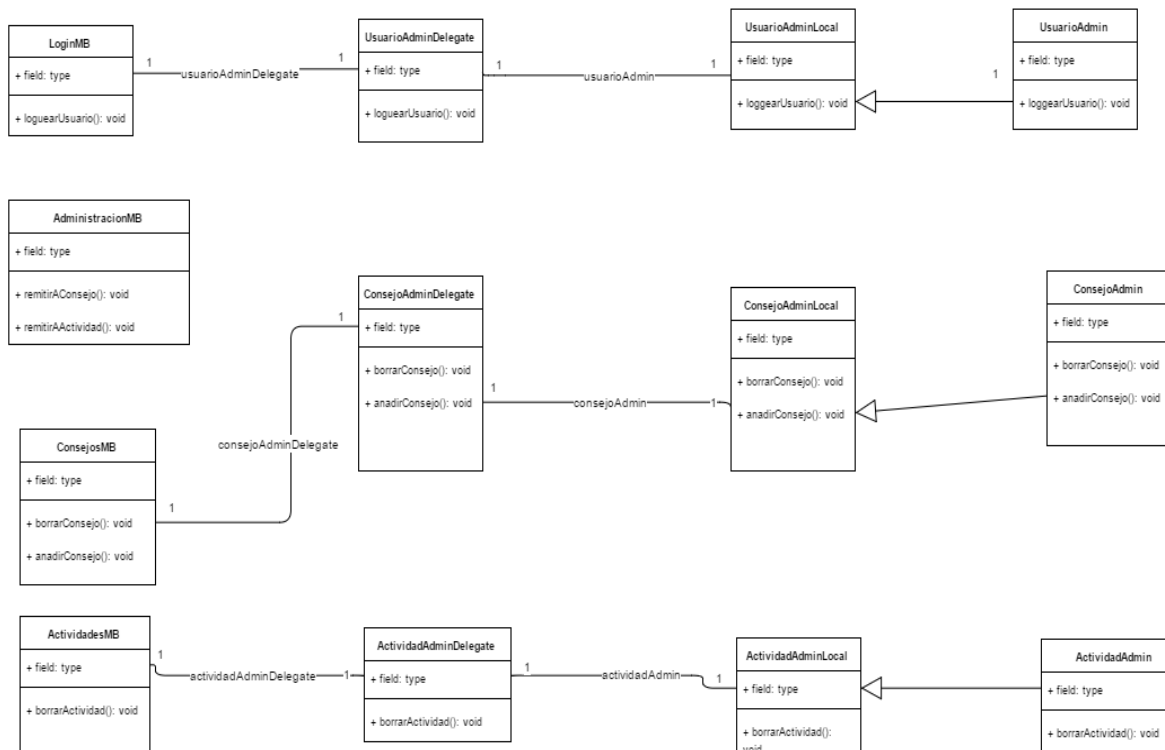 LoginMB
+ field: type
+ loguearUsuario(): void
1
usuarioAdminDelegate
1
UsuarioAdminDelegate
+ field: type
+ loguearUsuario(): void
1
usuarioAdmin
1
UsuarioAdminLocal
+ field: type
+ loggearUsuario(): void
1
UsuarioAdmin
+ field: type
+ loggearUsuario(): void
AdministracionMB
+ field: type
+ remitirAConsejo(): void
+ remitirAActividad(): void
ConsejosMB
+ field: type
+ borrarConsejo(): void
+ anadirConsejo(): void
1
consejoAdminDelegate
1
ConsejoAdminDelegate
+ field: type
+ borrarConsejo(): void
+ anadirConsejo(): void
1
consejoAdmin
1
ConsejoAdminLocal
+ field: type
+ borrarConsejo(): void
+ anadirConsejo(): void
ConsejoAdmin
+ field: type
+ borrarConsejo(): void
+ anadirConsejo(): void
ActividadesMB
+ field: type
+ borrarActividad(): void
1
actividadAdminDelegate
1
ActividadAdminDelegate
+ field: type
+ borrarActividad(): void
1
actividadAdmin
1
ActividadAdminLocal
+ field: type
+ borrarActividad():
void
ActividadAdmin
+ field: type
+ borrarActividad(): void